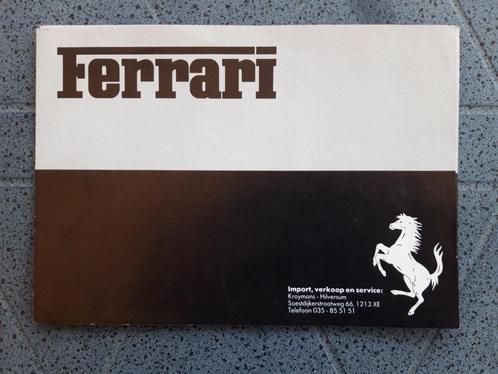 Ferrari
Import, verkoop en service:
Kroymans - Hilversum
Soestdijkerstraatweg 66, 1213 XE
Telefoon 035 - 85 51 51